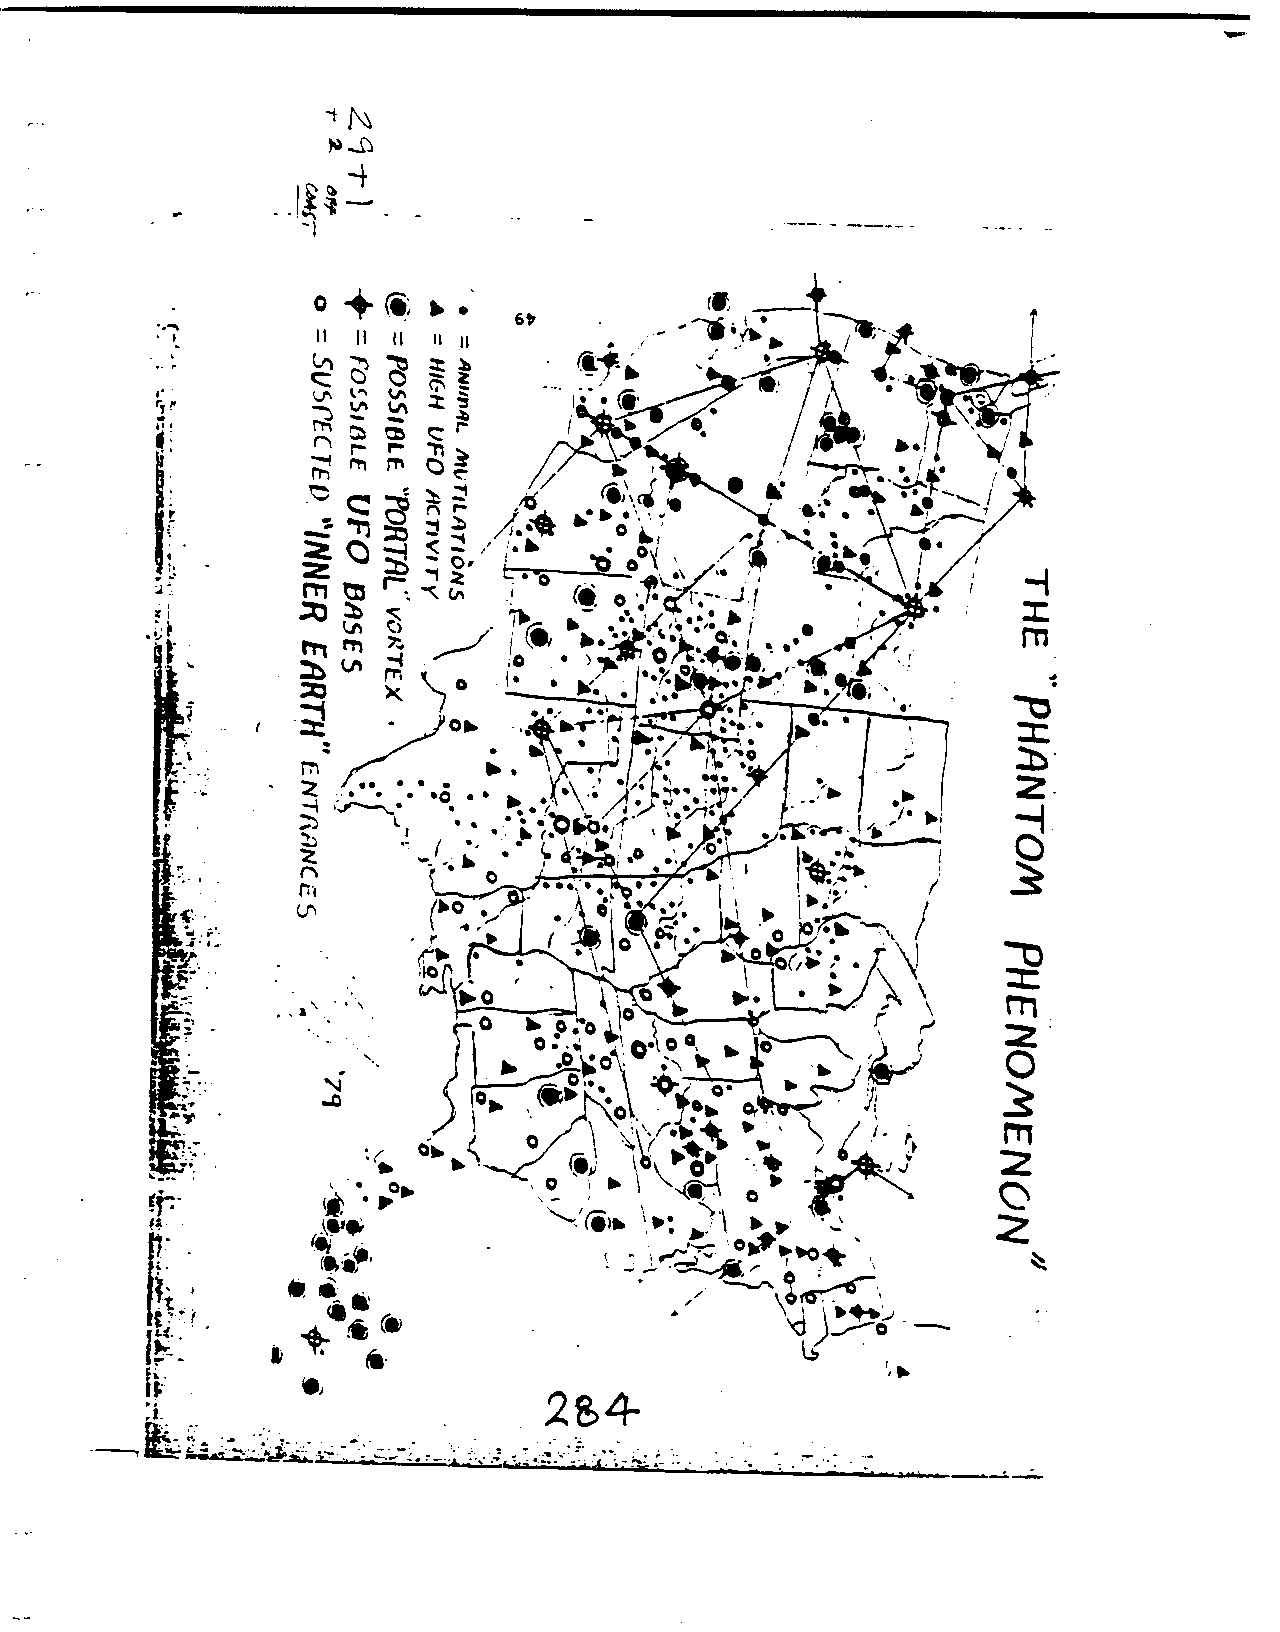 THE "PHANTOM PHENOMENON"
49
• = ANIMAL MUTILATIONS
▲ = HIGH UFO ACTIVITY
= POSSIBLE "PORTAL" VORTEX.
= POSSIBLE UFO BASES
o = SUSPECTED "INNER EARTH" ENTRANCES
'79
29+1
+ 2 OFF
COAST
284